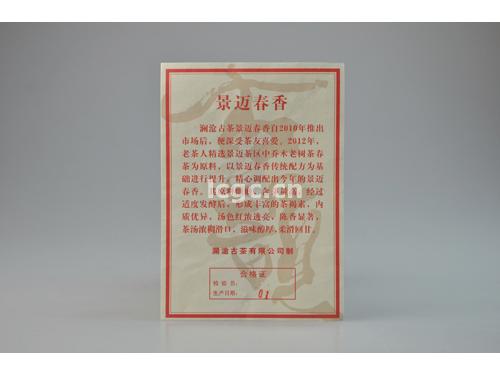 景迈春香
澜沧古茶景迈春香自2010年推出
市场后，便深受茶友喜爱。2012年，
老茶人精选景迈茶区中乔木老树茶春
茶为原料，以景迈春香传统配方为基
础进行提升，精心调配出今年的景迈
春香。
经过
适度发酵后，形成丰富的茶褐素，内
质优异，汤色红浓透亮，陈香显著，
茶汤浓稠滑口，滋味醇厚，柔滑回甘。
澜沧古茶有限公司制
合格证
检验员：
生产日期： 01